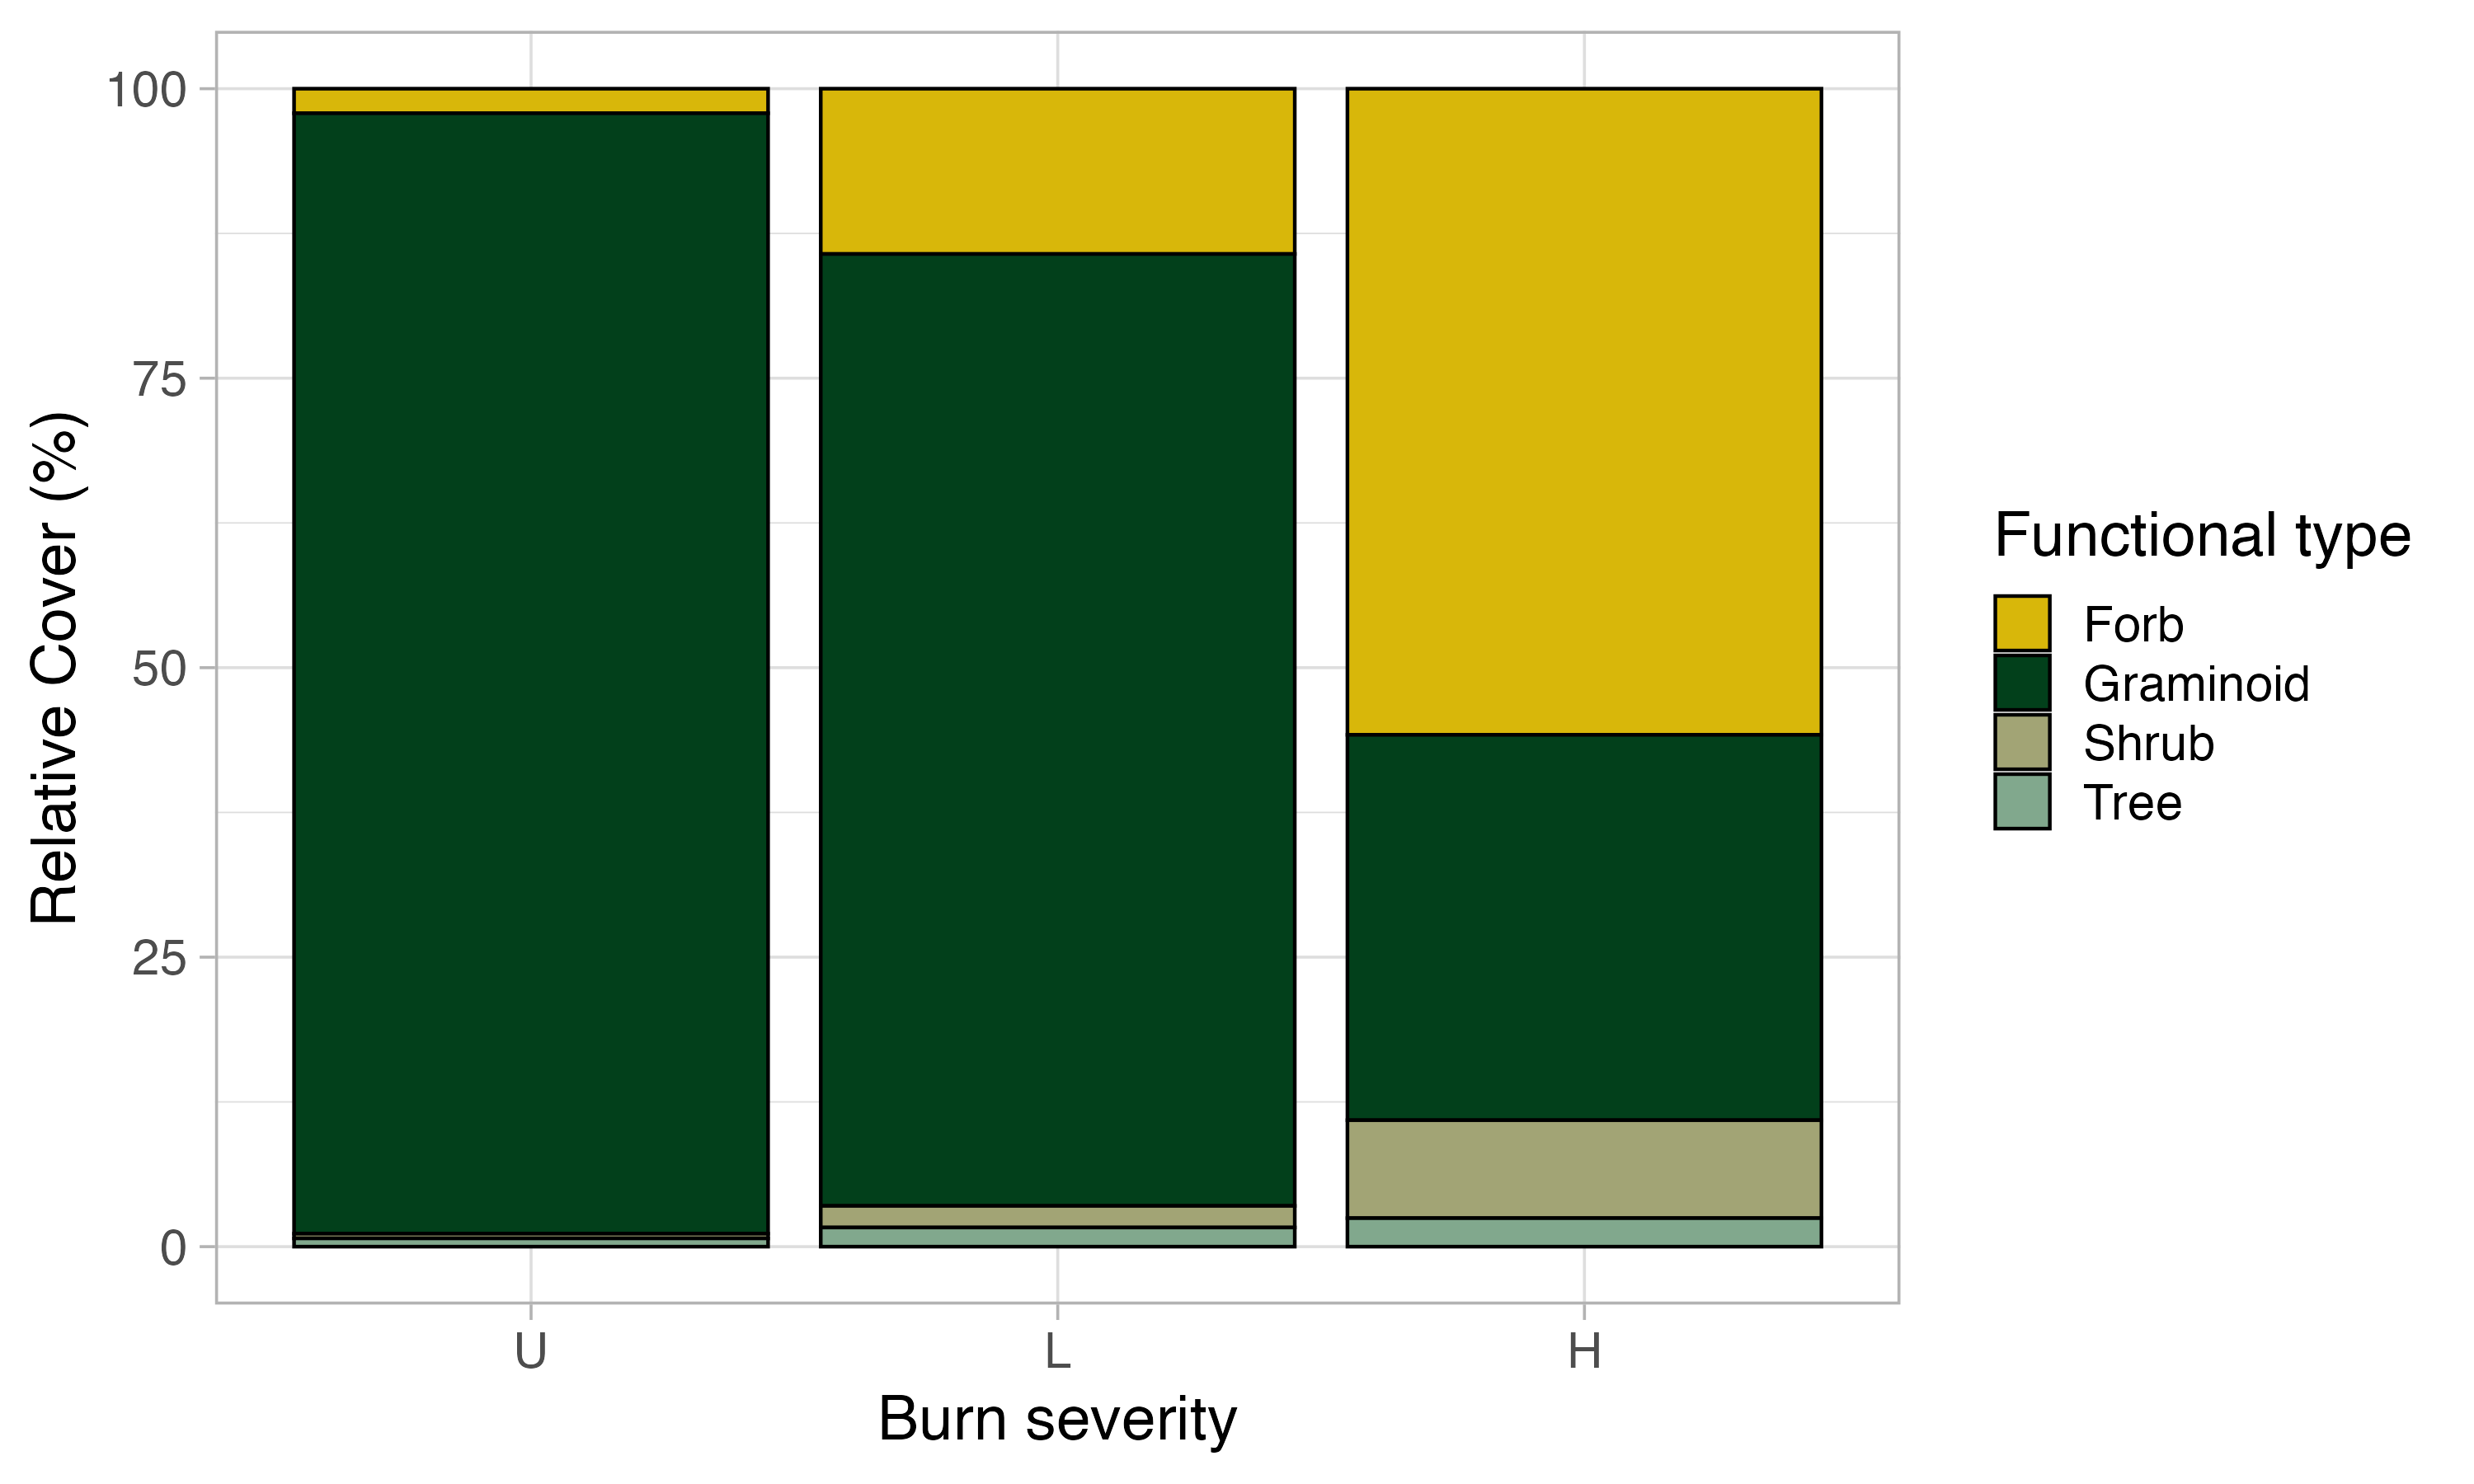 100
75
50
25
0
Relative Cover (%)
U L H
Burn severity
Functional type
Forb
Graminoid
Shrub
Tree